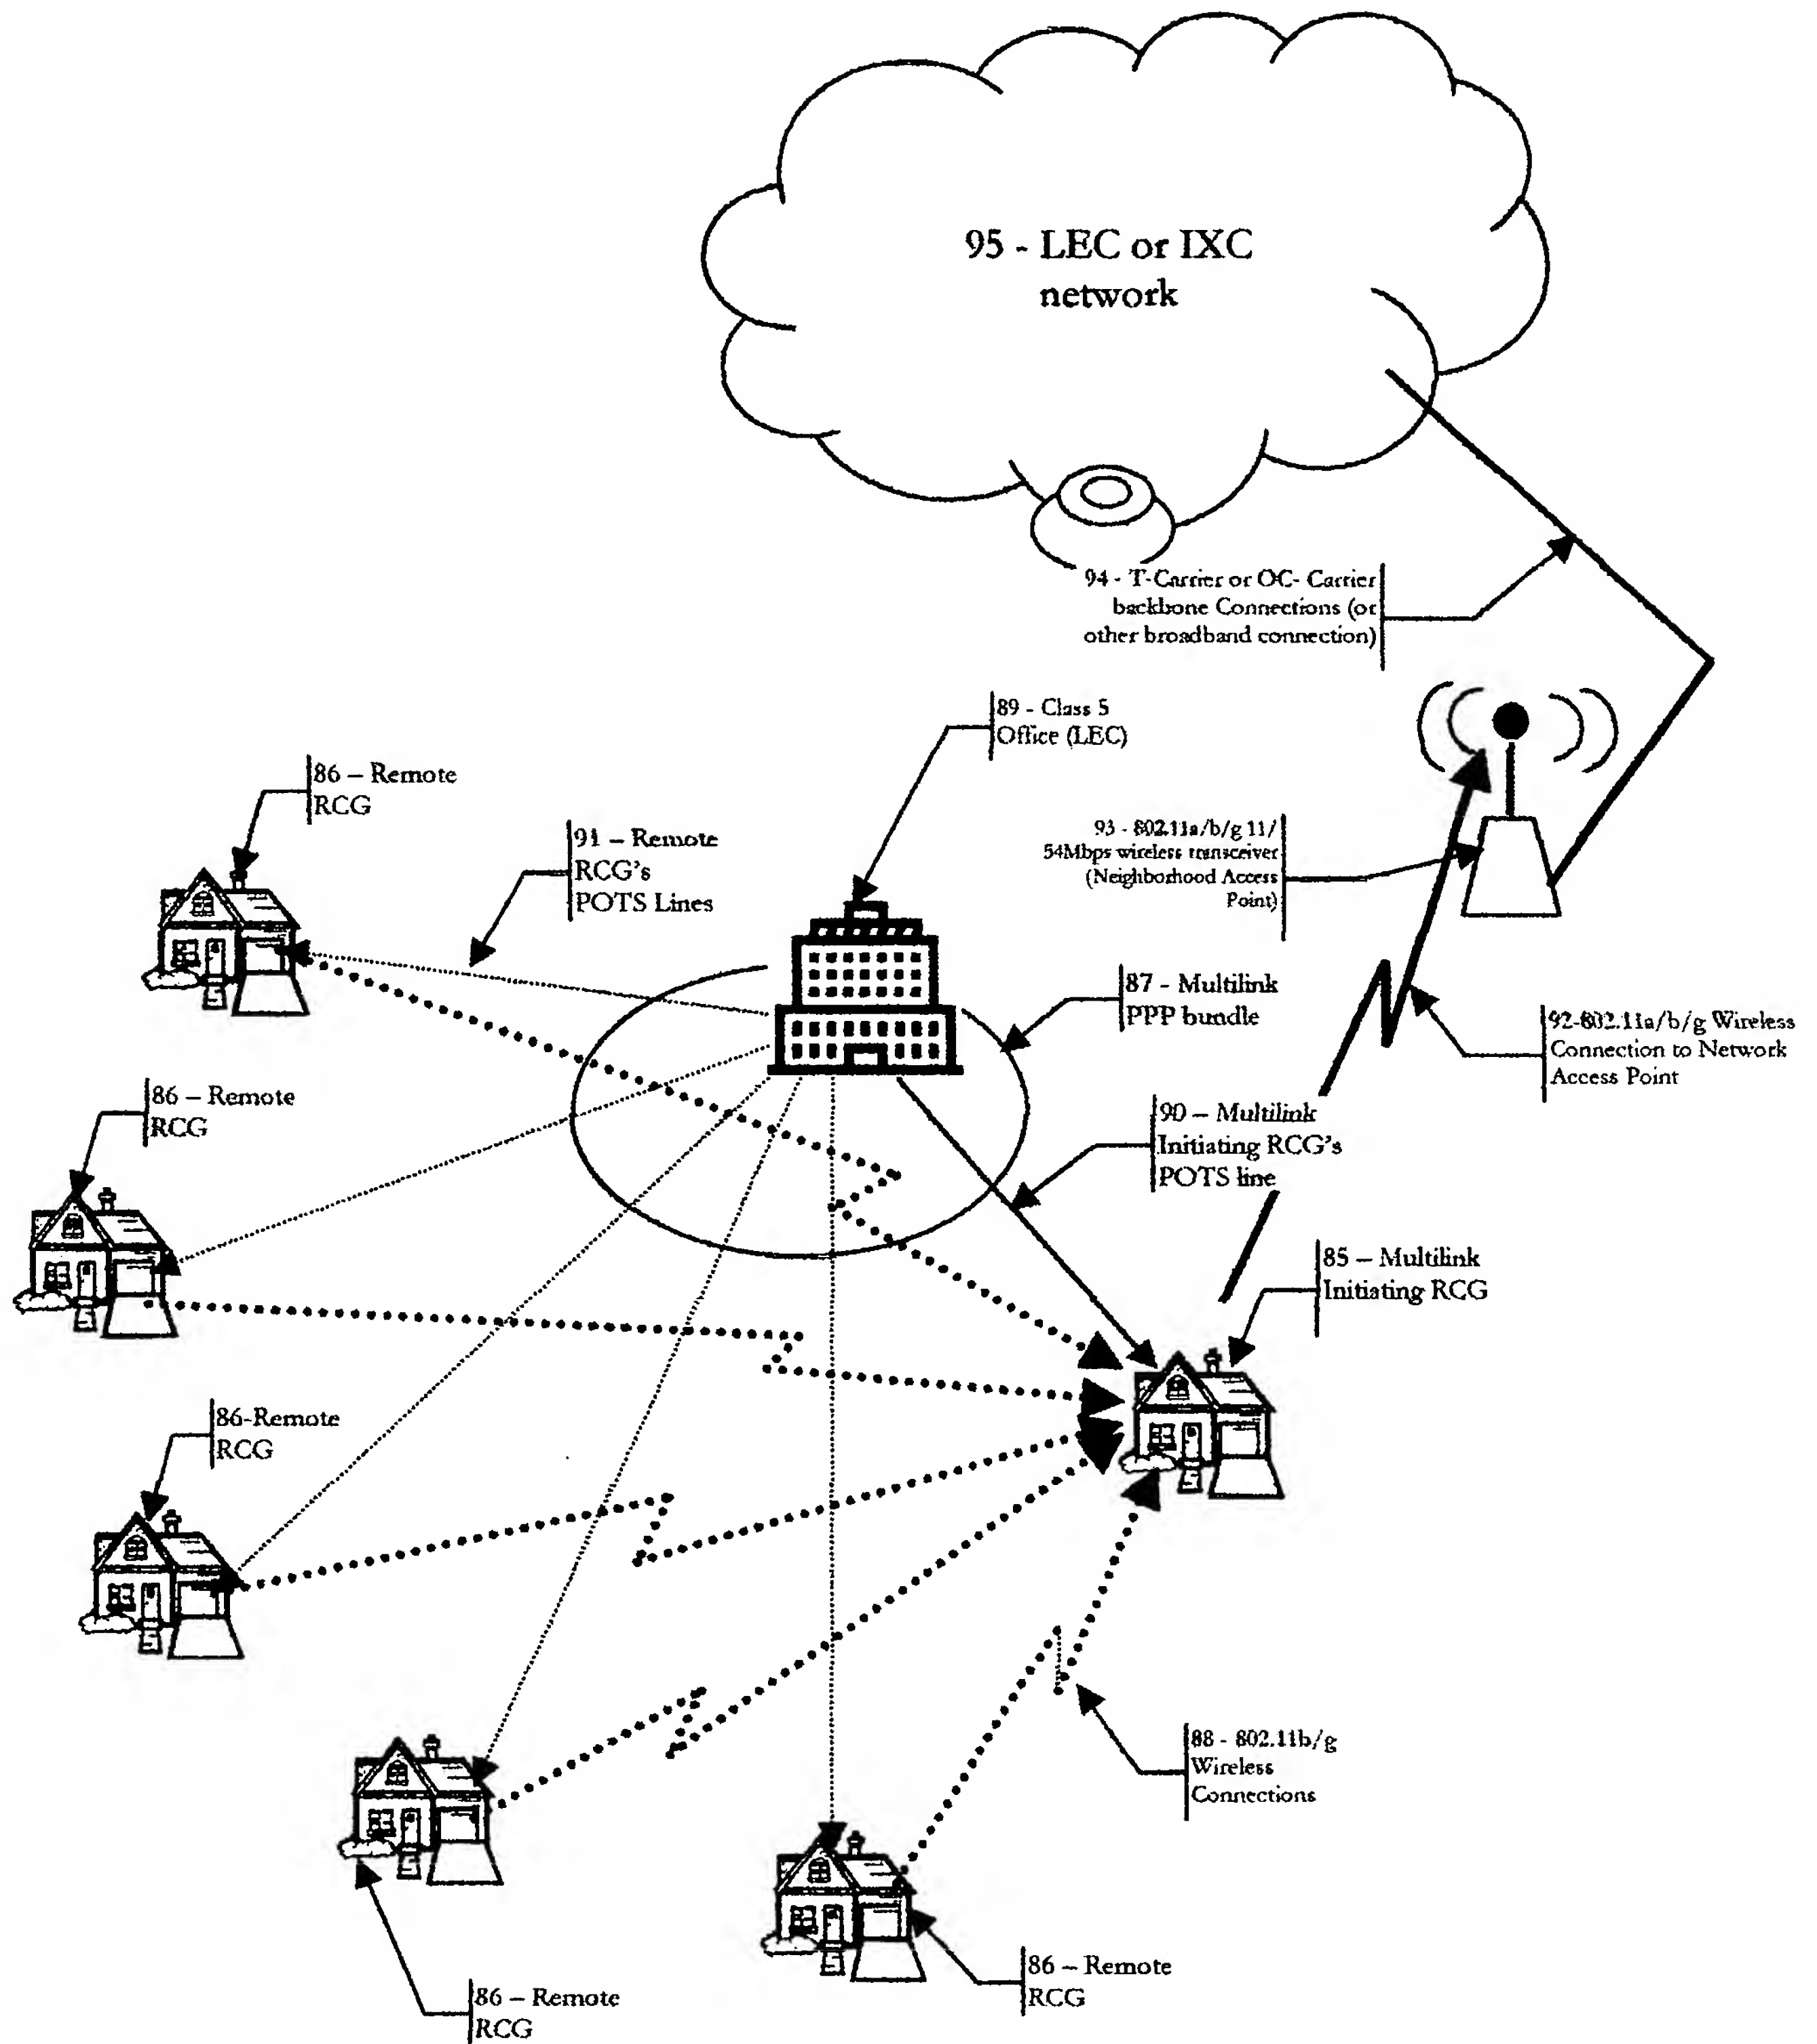 95 - LEC or IXC
network
94 - T-Carrier or OC- Carrier
backbone Connections (or
other broadband connection)
89 - Class 5
Office (LEC)
86 – Remote
RCG
91 – Remote
RCG's
POTS Lines
93 - 802.11a/b/g 11/
54Mbps wireless transceiver
(Neighborhood Access
Point)
87 - Multilink
PPP bundle
92-802.11a/b/g Wireless
Connection to Network
Access Point
86 – Remote
RCG
90 – Multilink
Initiating RCG's
POTS line
85 – Multilink
Initiating RCG
86-Remote
RCG
88 - 802.11b/g
Wireless
Connections
86 – Remote
RCG
86 – Remote
RCG